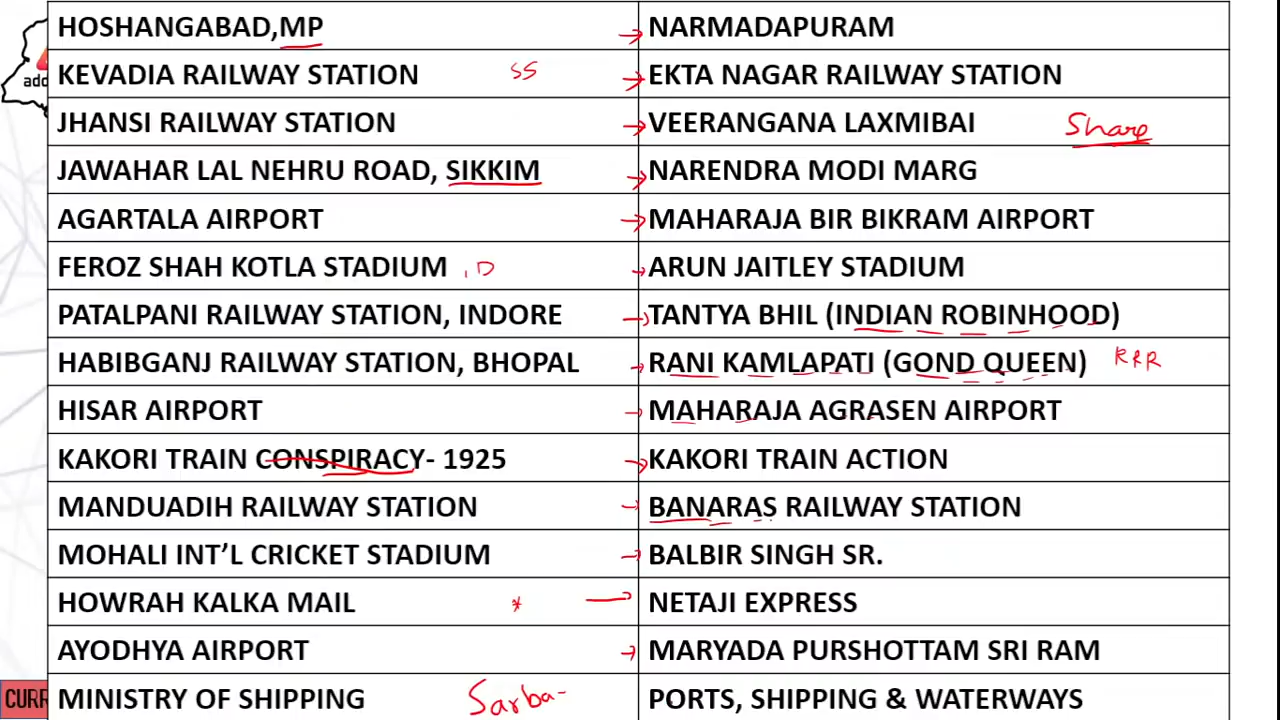 HOSHANGABAD,MP → NARMADAPURAM
add
KEVADIA RAILWAY STATION SS → EKTA NAGAR RAILWAY STATION
JHANSI RAILWAY STATION → VEERANGANA LAXMIBAI Share
JAWAHAR LAL NEHRU ROAD, SIKKIM → NARENDRA MODI MARG
AGARTALA AIRPORT → MAHARAJA BIR BIKRAM AIRPORT
FEROZ SHAH KOTLA STADIUM , D → ARUN JAITLEY STADIUM
PATALPANI RAILWAY STATION, INDORE → TANTYA BHIL (INDIAN ROBINHOOD)
HABIBGANJ RAILWAY STATION, BHOPAL → RANI KAMLAPATI (GOND QUEEN) RRR
HISAR AIRPORT → MAHARAJA AGRASEN AIRPORT
KAKORI TRAIN CONSPIRACY- 1925 → KAKORI TRAIN ACTION
MANDUADIH RAILWAY STATION → BANARAS RAILWAY STATION
MOHALI INT’L CRICKET STADIUM → BALBIR SINGH SR.
HOWRAH KALKA MAIL * → NETAJI EXPRESS
AYODHYA AIRPORT → MARYADA PURSHOTTAM SRI RAM
CURR
MINISTRY OF SHIPPING Sarba- PORTS, SHIPPING & WATERWAYS